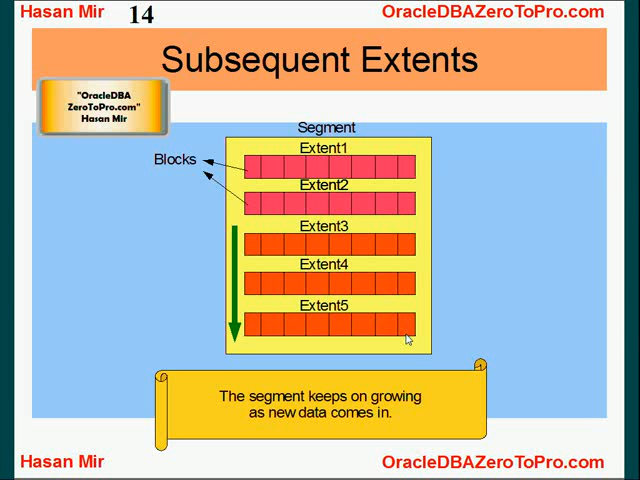 Hasan Mir 14 OracleDBAZeroToPro.com
Subsequent Extents
"OracleDBA
ZeroToPro.com"
Hasan Mir
Segment
Extent1
Blocks
Extent2
Extent3
Extent4
Extent5
The segment keeps on growing
as new data comes in.
Hasan Mir OracleDBAZeroToPro.com